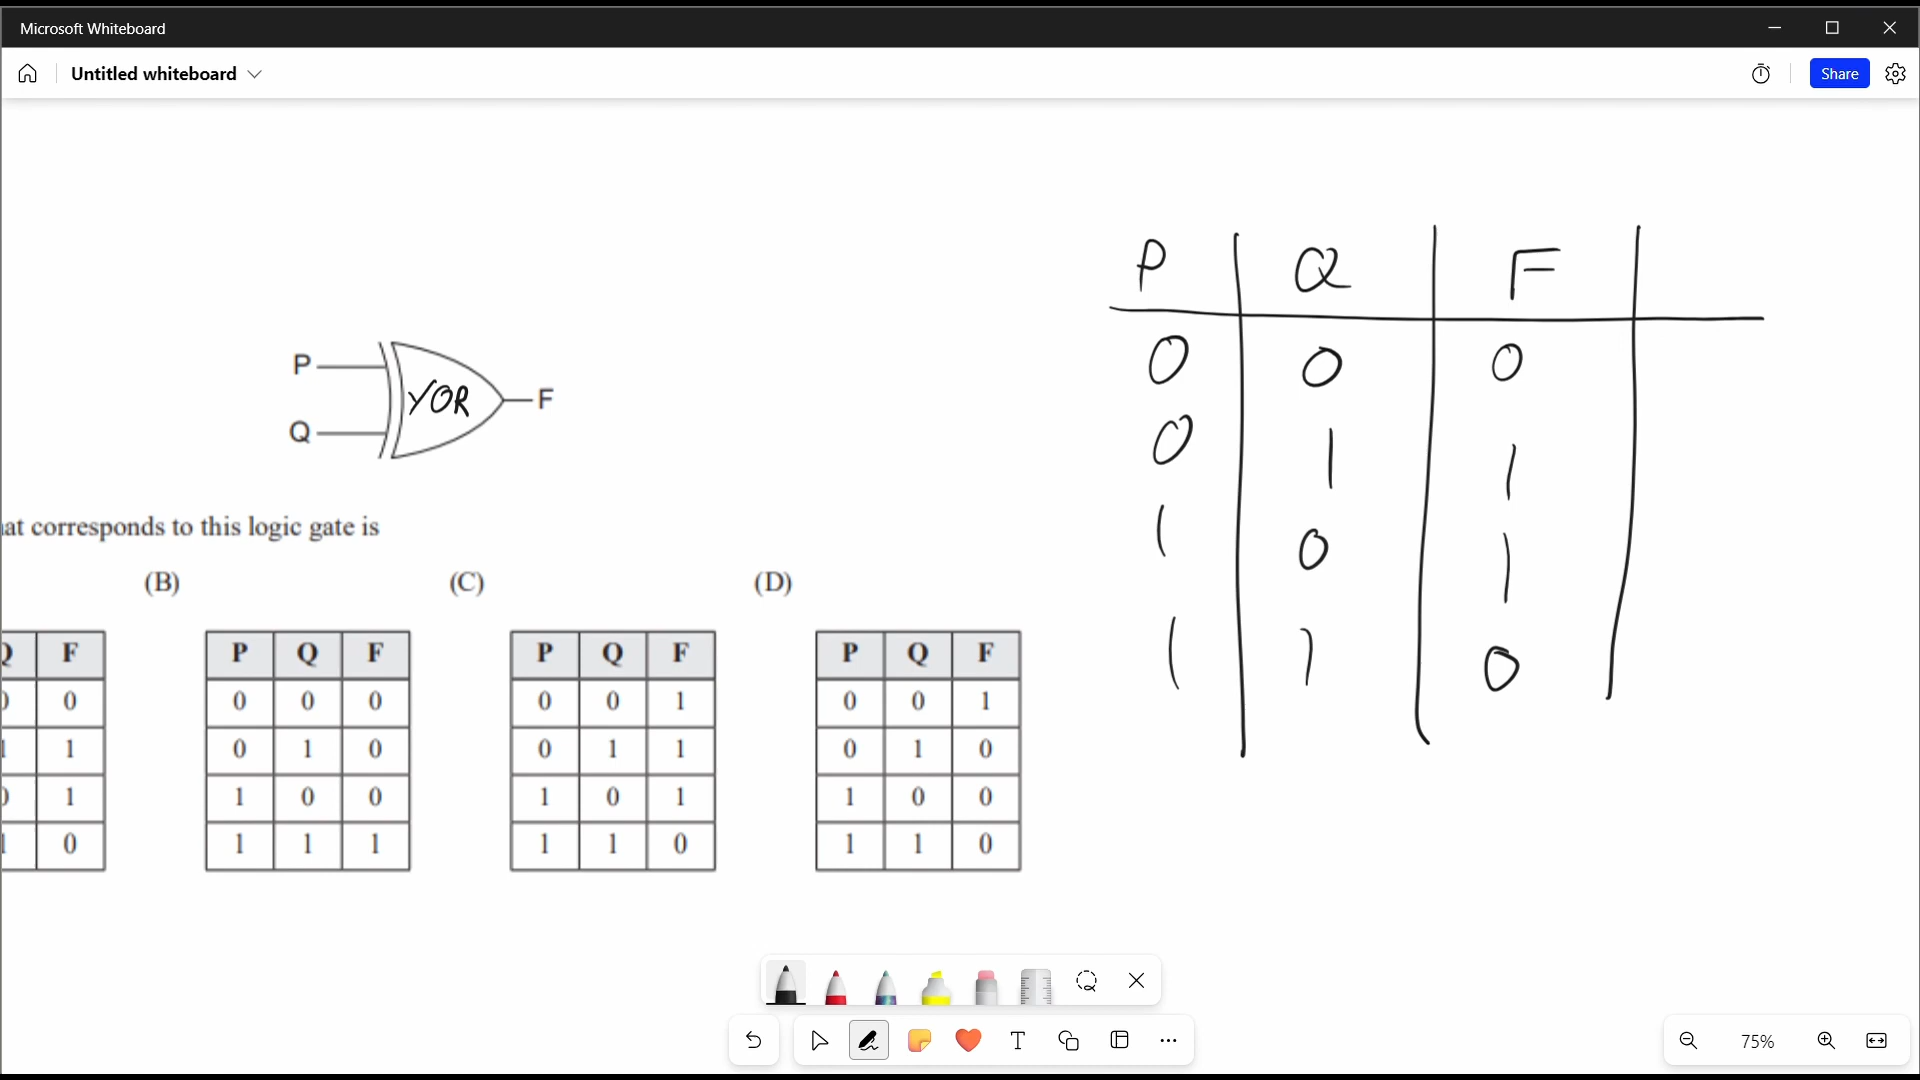 Microsoft Whiteboard
Untitled whiteboard
Share
P Q F
0 0 0
0 1 1
1 0 1
1 1 0
P
YOR
F
Q
at corresponds to this logic gate is
(B) (C) (D)
F
0
1
1
0
P Q F
0 0 0
0 1 0
1 0 0
1 1 1
P Q F
0 0 1
0 1 1
1 0 1
1 1 0
P Q F
0 0 1
0 1 0
1 0 0
1 1 0
75%